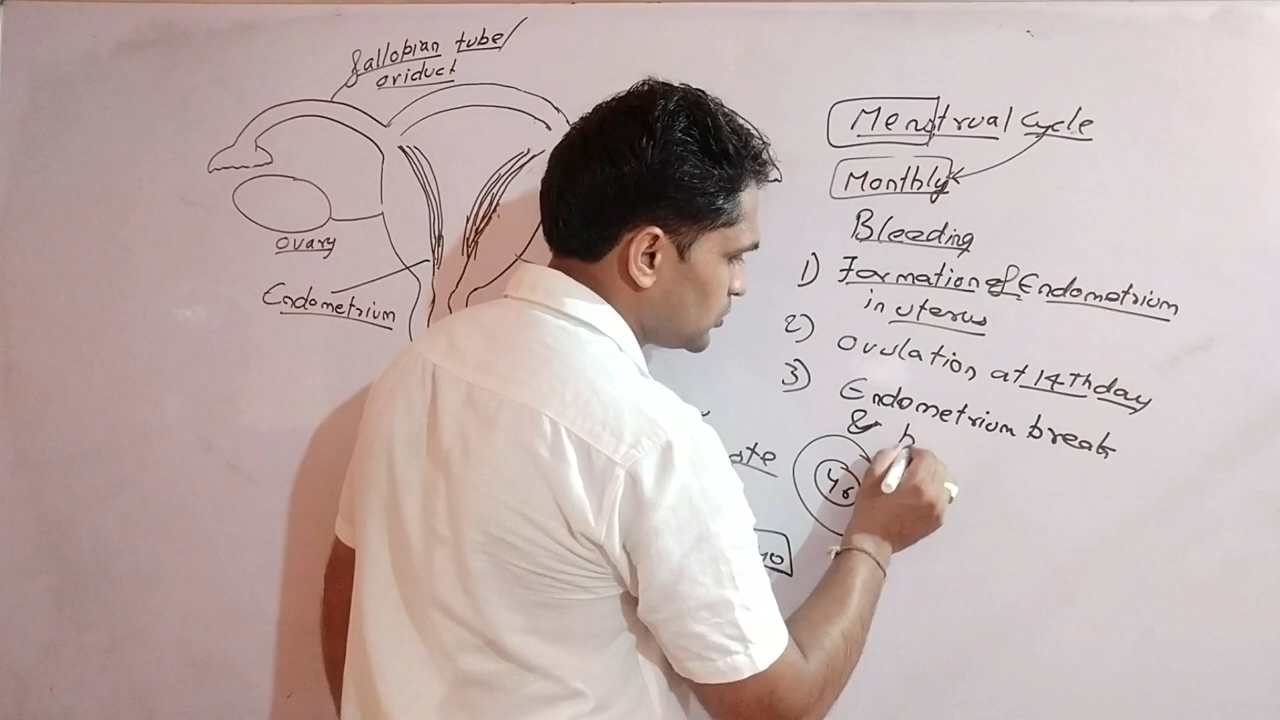 fallopian tube/
oviduct
ovary
Endometrium
Menstrual Cycle
Monthly
Bleeding
1) Formation of Endometrium
in uterus
2) Ovulation at 14th day
3) Endometrium break
& b
46